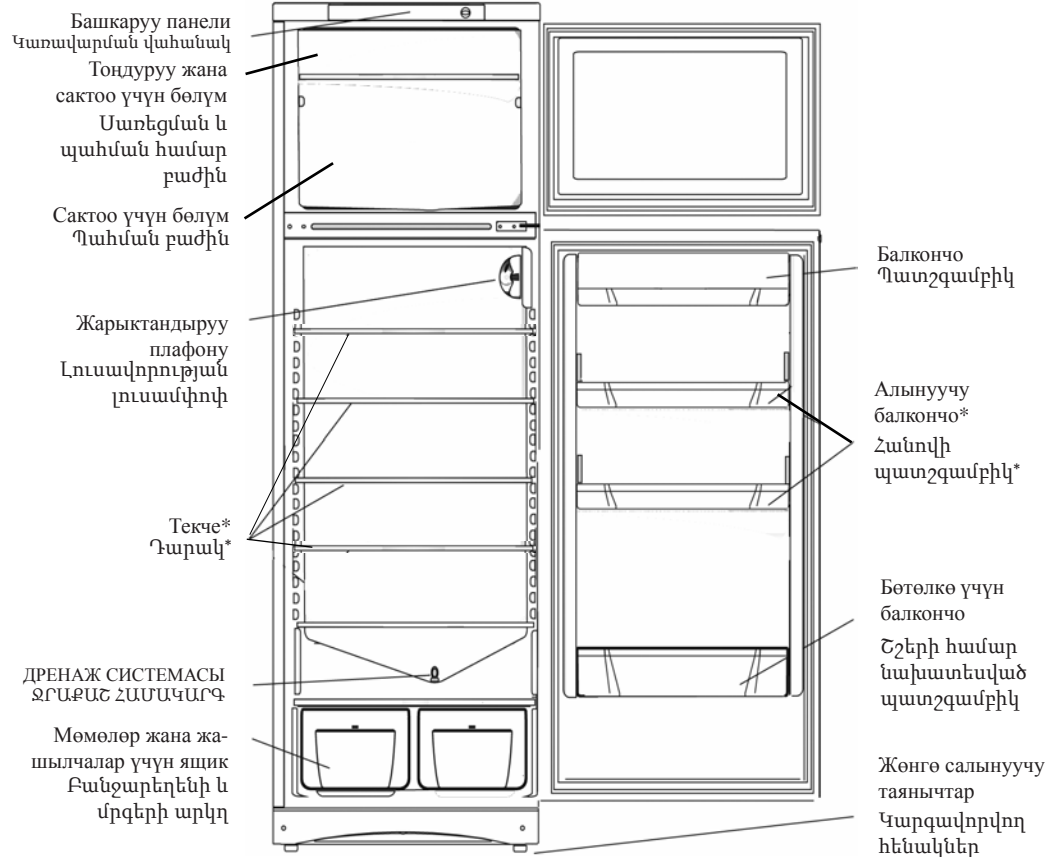 Башкаруу панели
Կառավարման վահանակ
Тоңдуруу жана
сактоо үчүн бөлүм
Սառեցման և
պահման համար
բաժին
Сактоо үчүн бөлүм
Պահման բաժին
Жарыктандыруу
плафону
Լուսավորության
լուսամփոփ
Текче*
Դարակ*
ДРЕНАЖ СИСТЕМАСЫ
ՋՐԱՔԱՇ ՀԱՄԱԿԱՐԳ
Мөмөлөр жана жа-
шылчалар үчүн ящик
Բանջարեղենի և
մրգերի արկղ
Балкончо
Պատշգամբիկ
Алынуучу
балкончо*
Հանովի
պատշգամբիկ*
Бөтөлкө үчүн
балкончо
Շշերի համար
նախատեսված
պատշգամբիկ
Жөнгө салынуучу
таянычтар
Կարգավորվող
հենակներ